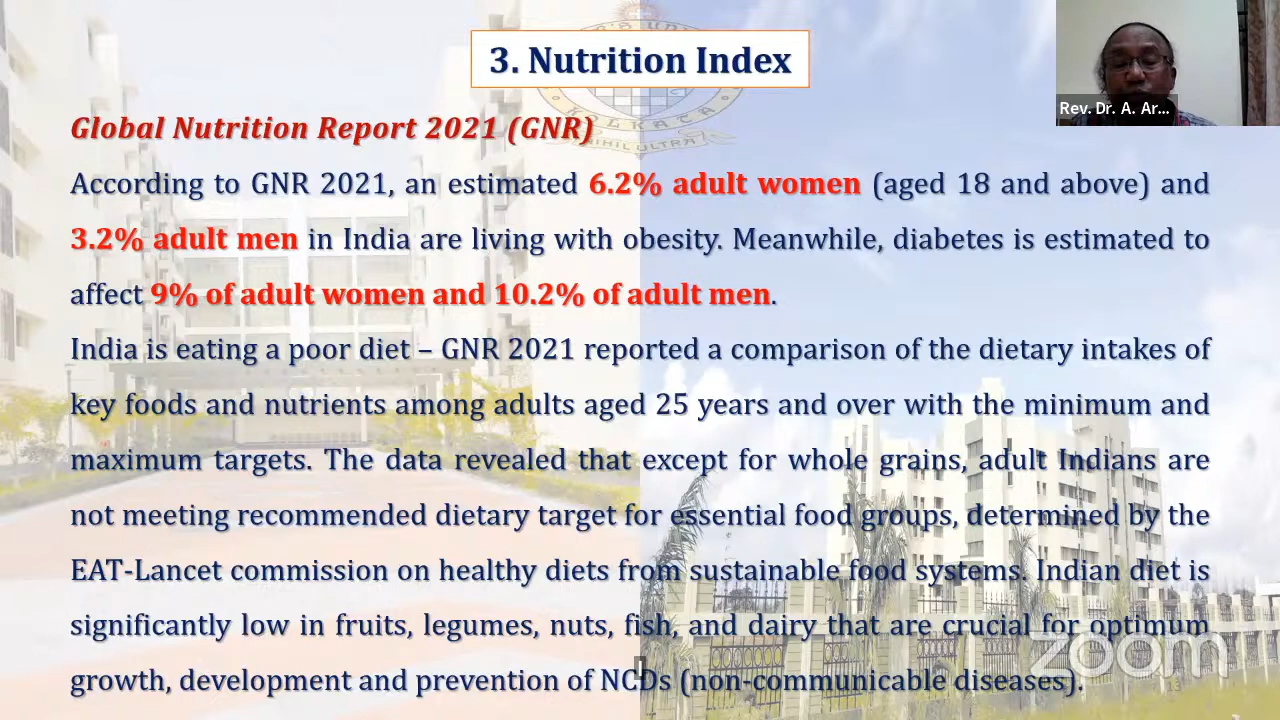 3. Nutrition Index
Rev. Dr. A. Ar...
Global Nutrition Report 2021 (GNR)
According to GNR 2021, an estimated 6.2% adult women (aged 18 and above) and
3.2% adult men in India are living with obesity. Meanwhile, diabetes is estimated to
affect 9% of adult women and 10.2% of adult men.
India is eating a poor diet – GNR 2021 reported a comparison of the dietary intakes of
key foods and nutrients among adults aged 25 years and over with the minimum and
maximum targets. The data revealed that except for whole grains, adult Indians are
not meeting recommended dietary target for essential food groups, determined by the
EAT-Lancet commission on healthy diets from sustainable food systems. Indian diet is
significantly low in fruits, legumes, nuts, fish, and dairy that are crucial for optimum
growth, development and prevention of NCDs (non-communicable diseases).
KOLKATA
NIHIL ULTRA
zoom
13